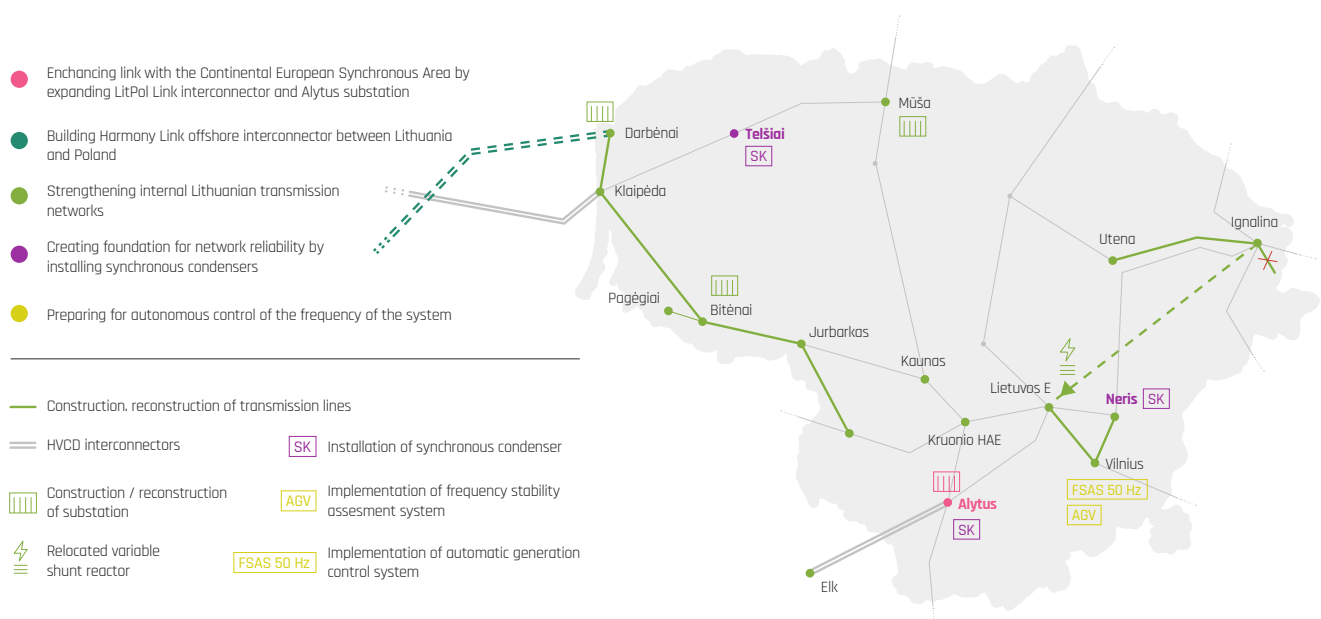 Enchancing link with the Continental European Synchronous Area by
expanding LitPol Link interconnector and Alytus substation
Building Harmony Link offshore interconnector between Lithuania
and Poland
Strengthening internal Lithuanian transmission
networks
Creating foundation for network reliability by
installing synchronous condensers
Preparing for autonomous control of the frequency of the system
Construction. reconstruction of transmission lines
HVCD interconnectors
SK Installation of synchronous condenser
Construction / reconstruction
of substation
AGV Implementation of frequency stability
assesment system
Relocated variable
shunt reactor
FSAS 50 Hz Implementation of automatic generation
control system
Mūša
Darbėnai
Telšiai
SK
Klaipėda
Ignalina
Utena
Pagėgiai
Bitėnai
Jurbarkas
Kaunas
Lietuvos E
Neris SK
Kruonio HAE
Vilnius
FSAS 50 Hz
AGV
Alytus
SK
Elk